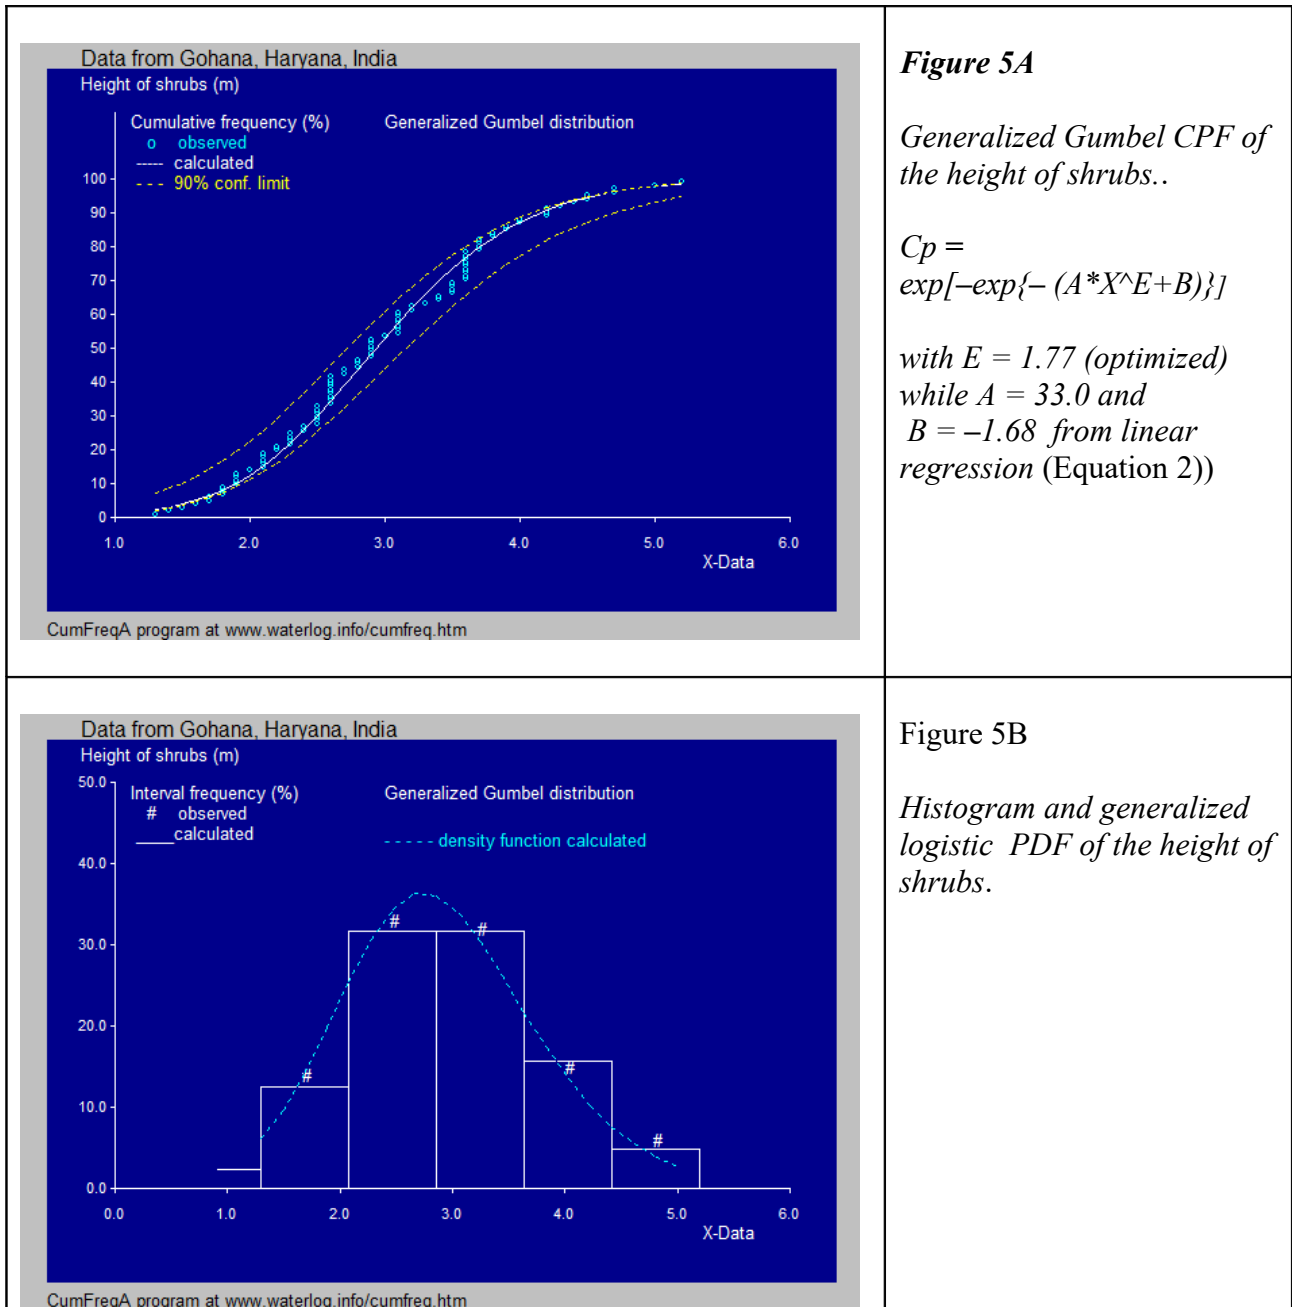 Data from Gohana, Haryana, India
Height of shrubs (m)
Cumulative frequency (%)
Generalized Gumbel distribution
o observed
----- calculated
- - - 90% conf. limit
100
90
80
70
60
50
40
30
20
10
0
1.0 2.0 3.0 4.0 5.0 6.0
X-Data
CumFreqA program at www.waterlog.info/cumfreq.htm
Figure 5A
Generalized Gumbel CPF of
the height of shrubs..
Cp =
exp[–exp{– (A*X^E+B)}]
with E = 1.77 (optimized)
while A = 33.0 and
B = –1.68 from linear
regression (Equation 2))
Data from Gohana, Haryana, India
Height of shrubs (m)
50.0
Interval frequency (%)
Generalized Gumbel distribution
# observed
____calculated
- - - - - density function calculated
40.0
30.0
20.0
10.0
0.0
0.0 1.0 2.0 3.0 4.0 5.0 6.0
X-Data
CumFreqA program at www.waterlog.info/cumfreq.htm
Figure 5B
Histogram and generalized
logistic PDF of the height of
shrubs.